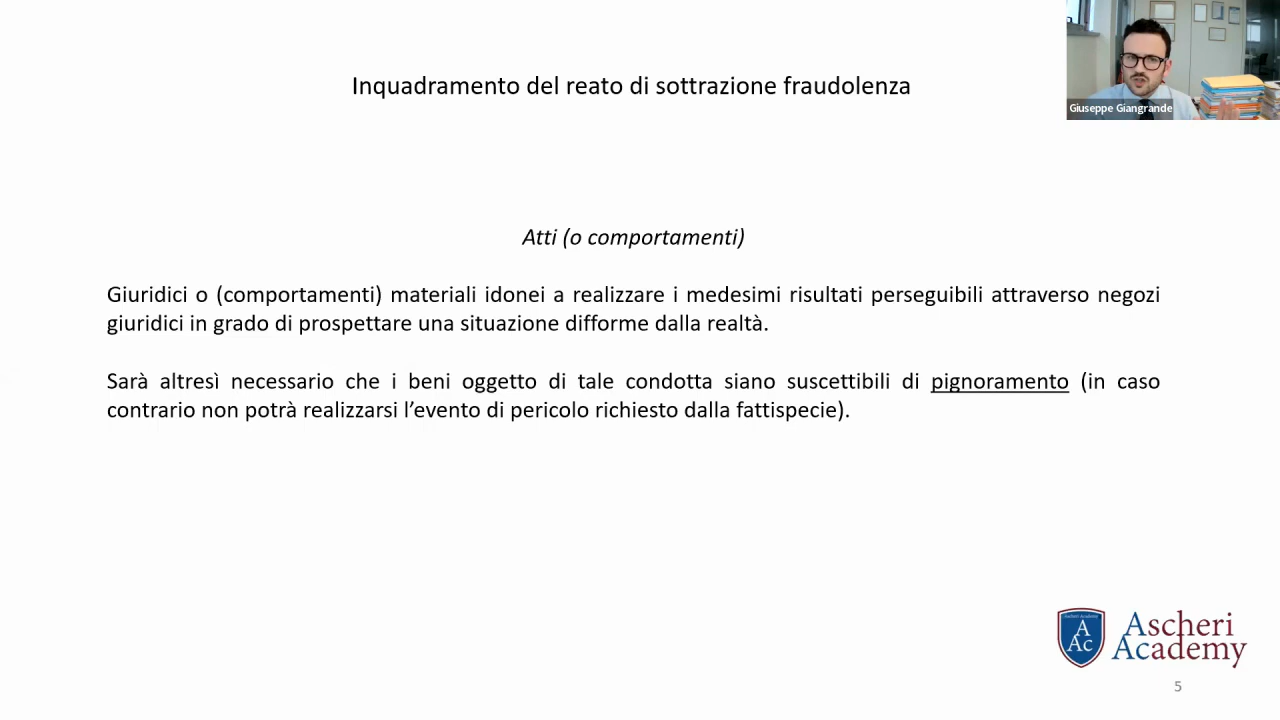 Giuseppe Giangrande
Inquadramento del reato di sottrazione fraudolenza
Atti (o comportamenti)
Giuridici o (comportamenti) materiali idonei a realizzare i medesimi risultati perseguibili attraverso negozi
giuridici in grado di prospettare una situazione difforme dalla realtà.
Sarà altresì necessario che i beni oggetto di tale condotta siano suscettibili di pignoramento (in caso
contrario non potrà realizzarsi l’evento di pericolo richiesto dalla fattispecie).
A
Ac
Ascheri
Academy
5